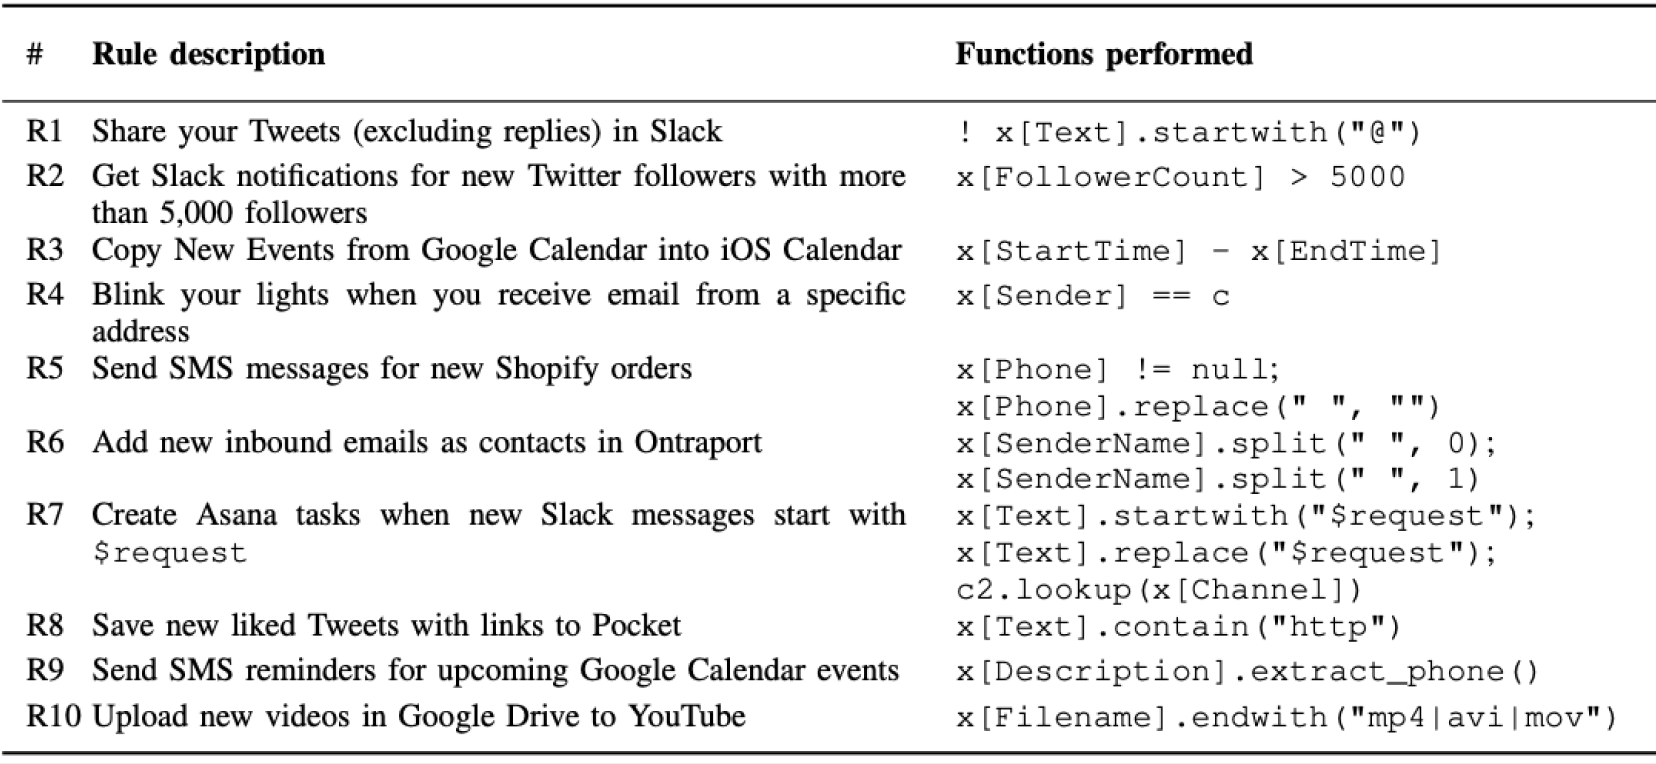 # Rule description Functions performed
R1 Share your Tweets (excluding replies) in Slack ! x[Text].startwith("@")
R2 Get Slack notifications for new Twitter followers with more x[FollowerCount] > 5000
than 5,000 followers
R3 Copy New Events from Google Calendar into iOS Calendar x[StartTime] - x[EndTime]
R4 Blink your lights when you receive email from a specific x[Sender] == c
address
R5 Send SMS messages for new Shopify orders x[Phone] != null;
x[Phone].replace(" ", "")
R6 Add new inbound emails as contacts in Ontraport x[SenderName].split(" ", 0);
x[SenderName].split(" ", 1)
R7 Create Asana tasks when new Slack messages start with x[Text].startwith("$request");
$request x[Text].replace("$request");
c2.lookup(x[Channel])
R8 Save new liked Tweets with links to Pocket x[Text].contain("http")
R9 Send SMS reminders for upcoming Google Calendar events x[Description].extract_phone()
R10 Upload new videos in Google Drive to YouTube x[Filename].endwith("mp4|avi|mov")